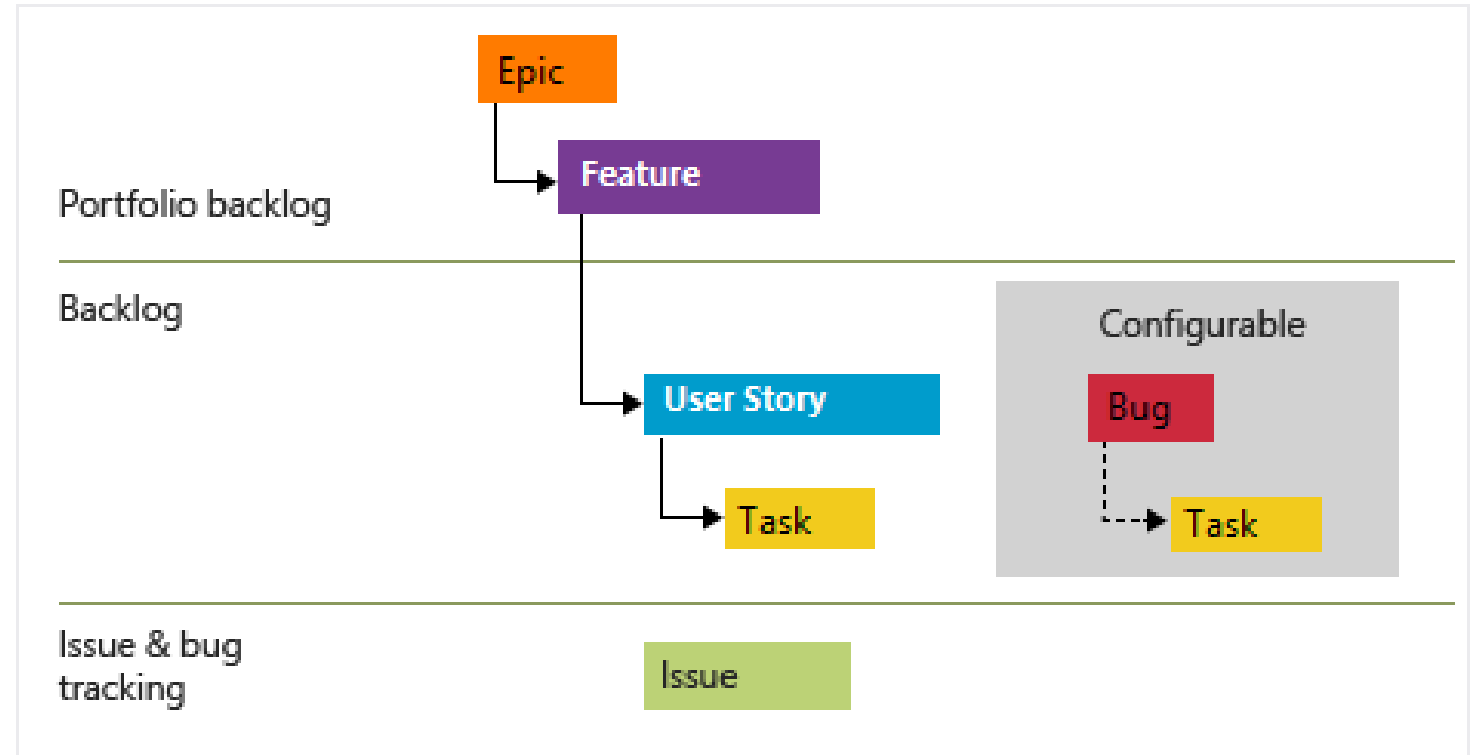 Epic
Feature
Portfolio backlog
Backlog
Configurable
User Story
Bug
Task
Task
Issue & bug
tracking
Issue